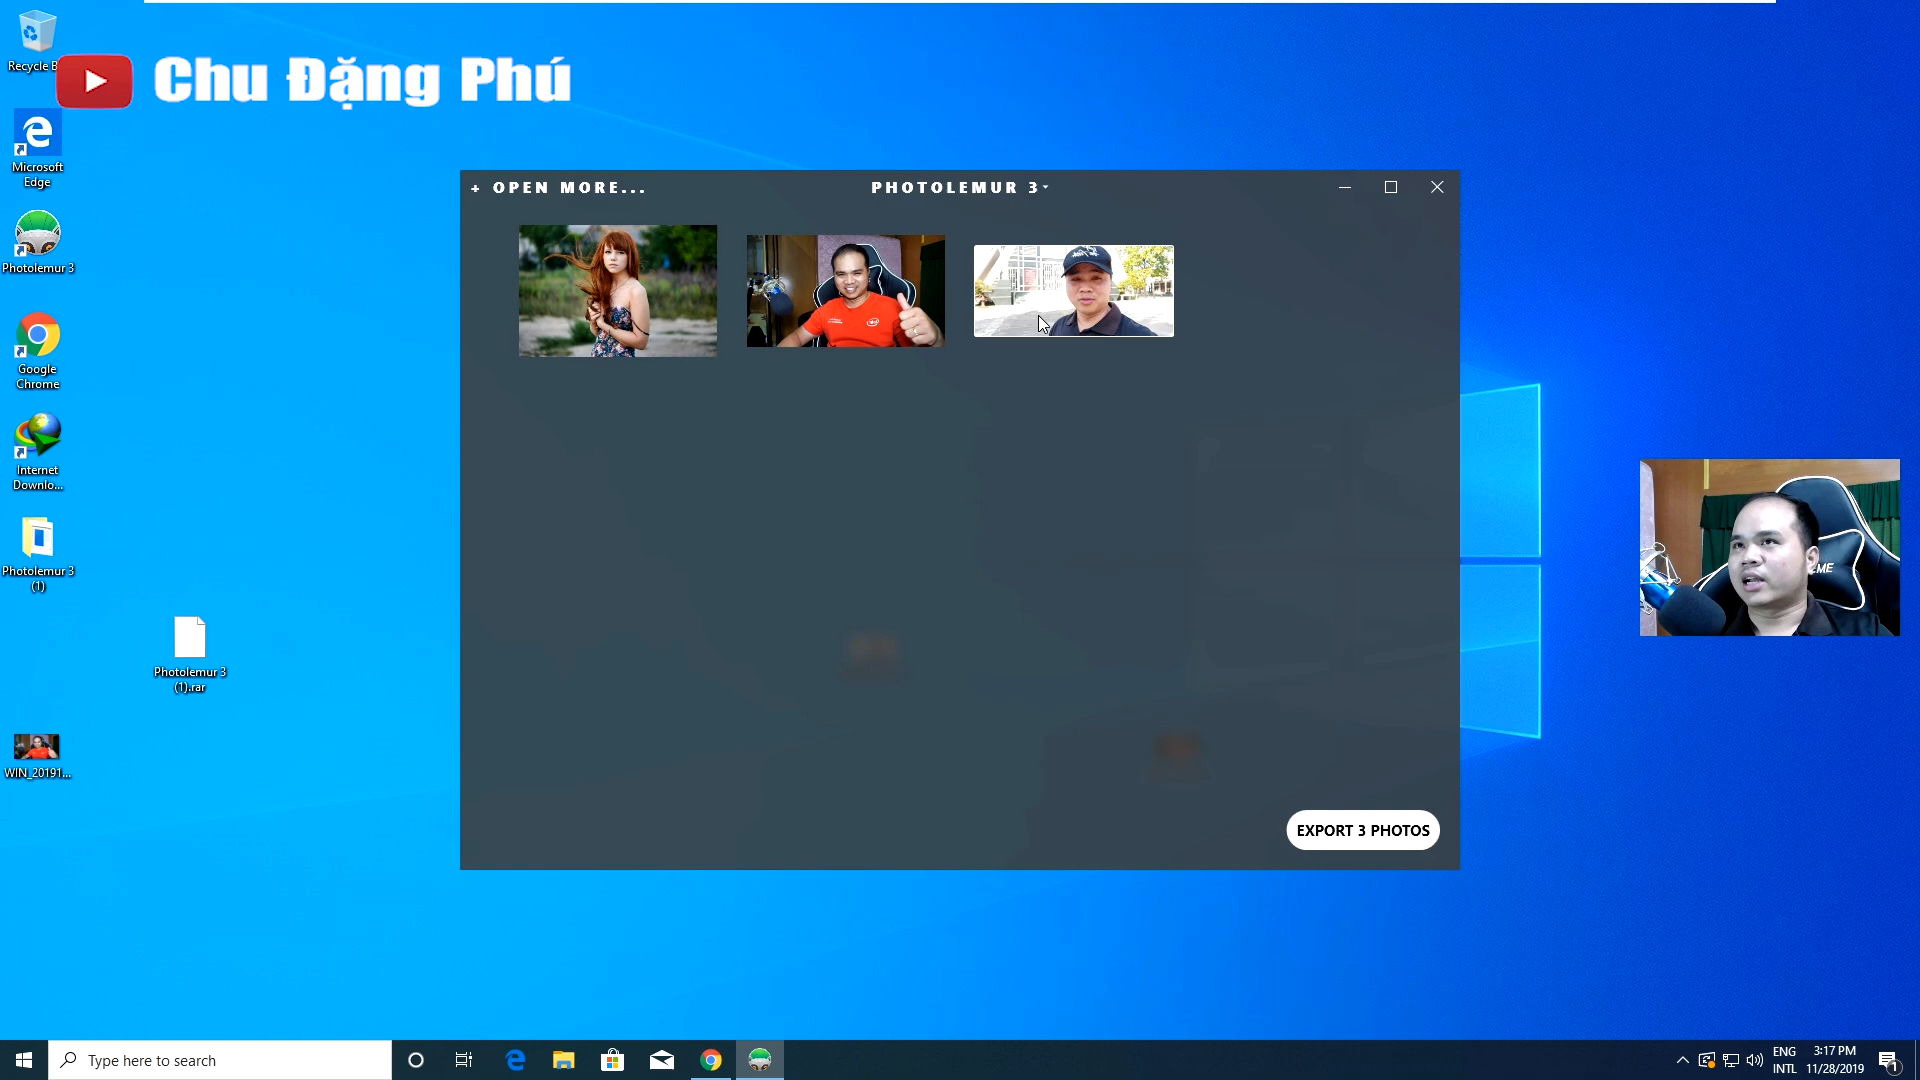 Recycle B
Chu Đặng Phú
Microsoft
Edge
Photolemur 3
Google
Chrome
Internet
Downlo...
Photolemur 3
(1)
Photolemur 3
(1).rar
WIN_20191...
+ OPEN MORE...
PHOTOLEMUR 3
EXPORT 3 PHOTOS
Type here to search
ENG
INTL
3:17 PM
11/28/2019
1